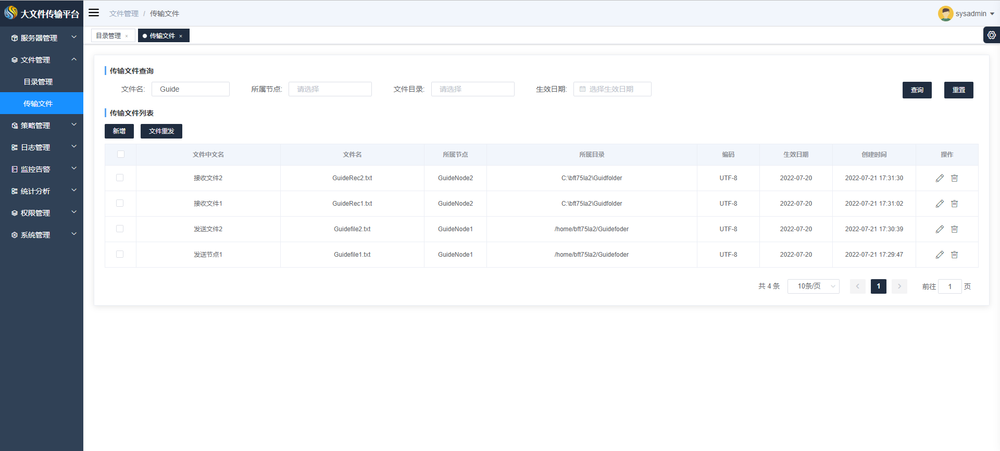 大文件传输平台
文件管理 / 传输文件
sysadmin
目录管理 ×
传输文件 ×
服务器管理
文件管理
目录管理
传输文件
策略管理
日志管理
监控告警
统计分析
权限管理
系统管理
传输文件查询
文件名: Guide 所属节点: 请选择 文件目录: 请选择 生效日期: 选择生效日期 查询 重置
传输文件列表
新增 文件重发
文件中文名 文件名 所属节点 所属目录 编码 生效日期 创建时间 操作
接收文件2 GuideRec2.txt GuideNode2 C:\bft75la2\Guidfolder UTF-8 2022-07-20 2022-07-21 17:31:30
接收文件1 GuideRec1.txt GuideNode2 C:\bft75la2\Guidfolder UTF-8 2022-07-20 2022-07-21 17:31:02
发送文件2 Guidefile2.txt GuideNode1 /home/bft75la2/Guidefoder UTF-8 2022-07-20 2022-07-21 17:30:39
发送节点1 Guidefile1.txt GuideNode1 /home/bft75la2/Guidefoder UTF-8 2022-07-20 2022-07-21 17:29:47
共 4 条 10条/页 1 前往 1 页